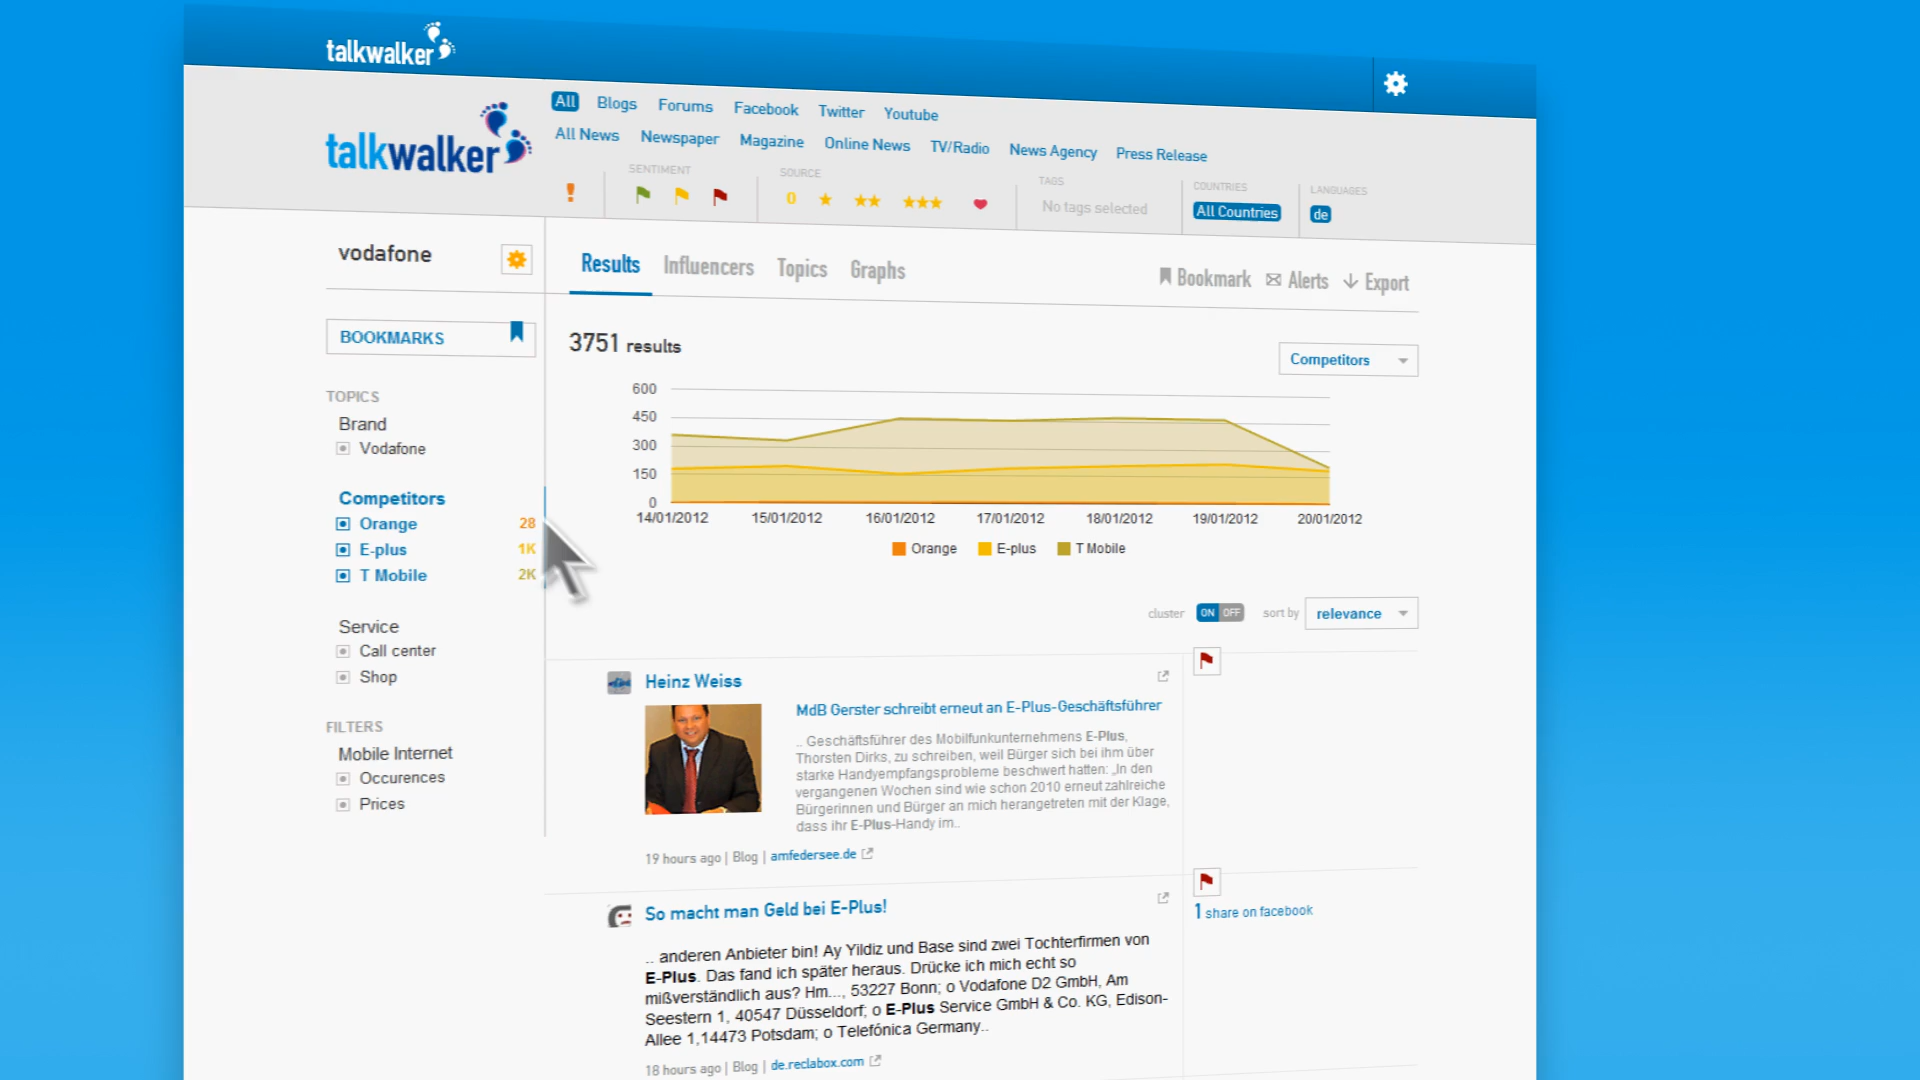 talkwalker
talkwalker
All Blogs Forums Facebook Twitter Youtube
All News Newspaper Magazine Online News TV/Radio News Agency Press Release
SENTIMENT SOURCE TAGS COUNTRIES LANGUAGES
0 No tags selected All Countries de
vodafone
Results Influencers Topics Graphs
Bookmark Alerts Export
BOOKMARKS
3751 results
Competitors
TOPICS
Brand
Vodafone
Competitors
Orange 28
E-plus 1K
T Mobile 2K
Service
Call center
Shop
FILTERS
Mobile Internet
Occurences
Prices
600
450
300
150
0
14/01/2012 15/01/2012 16/01/2012 17/01/2012 18/01/2012 19/01/2012 20/01/2012
Orange E-plus T Mobile
cluster ON OFF sort by relevance
Heinz Weiss
MdB Gerster schreibt erneut an E-Plus-Geschäftsführer
.. Geschäftsführer des Mobilfunkunternehmens E-Plus,
Thorsten Dirks, zu schreiben, weil Bürger sich bei ihm über
starke Handyempfangsprobleme beschwert hatten: „In den
vergangenen Wochen sind wie schon 2010 erneut zahlreiche
Bürgerinnen und Bürger an mich herangetreten mit der Klage,
dass ihr E-Plus-Handy im..
19 hours ago | Blog | amfedersee.de
So macht man Geld bei E-Plus!
1 share on facebook
.. anderen Anbieter bin! Ay Yildiz und Base sind zwei Tochterfirmen von
E-Plus. Das fand ich später heraus. Drücke ich mich echt so
mißverständlich aus? Hm..., 53227 Bonn; o Vodafone D2 GmbH, Am
Seestern 1, 40547 Düsseldorf; o E-Plus Service GmbH & Co. KG, Edison-
Allee 1,14473 Potsdam; o Telefónica Germany..
18 hours ago | Blog | de.reclabox.com